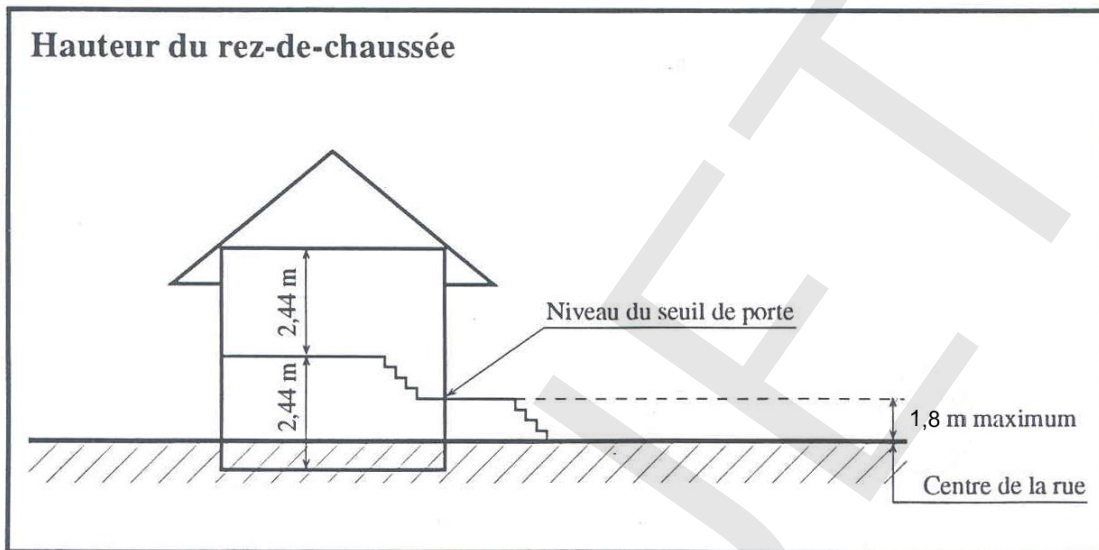 Hauteur du rez-de-chaussée
2,44 m
Niveau du seuil de porte
2,44 m
1,8 m maximum
Centre de la rue